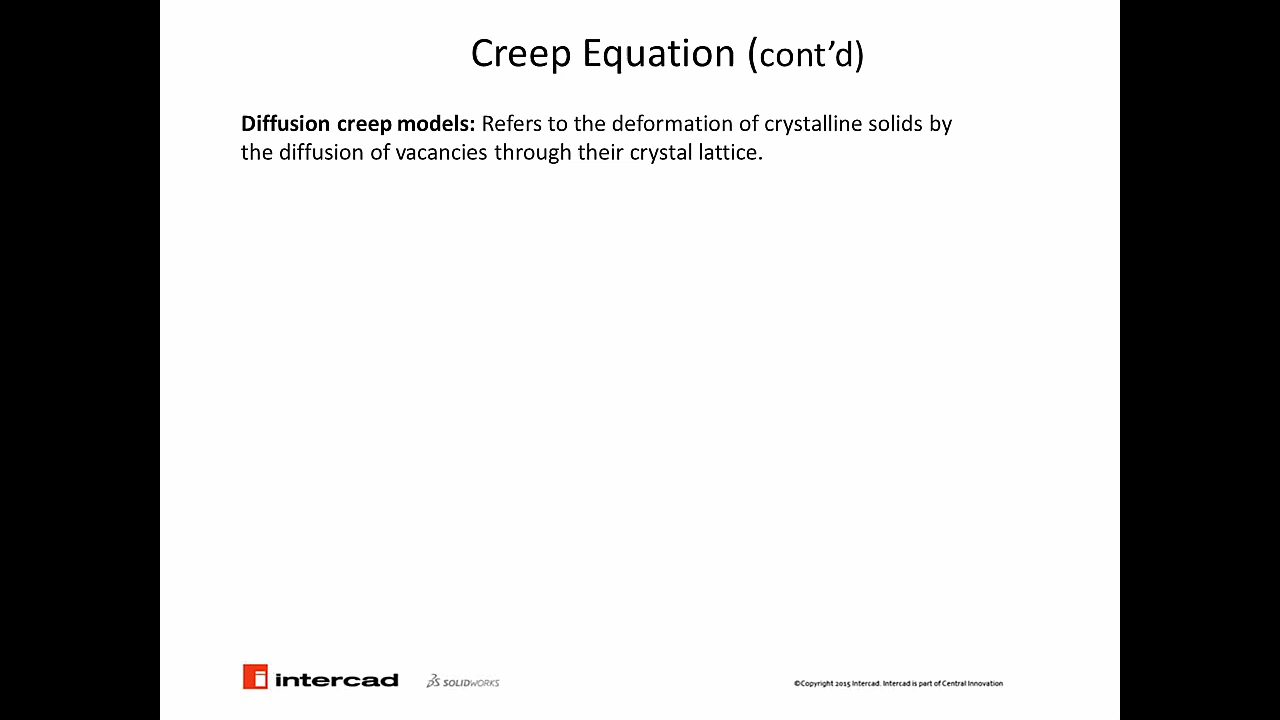 Creep Equation (cont’d)
Diffusion creep models: Refers to the deformation of crystalline solids by
the diffusion of vacancies through their crystal lattice.
intercad
SOLIDWORKS
©Copyright 2015 Intercad. Intercad is part of Central Innovation